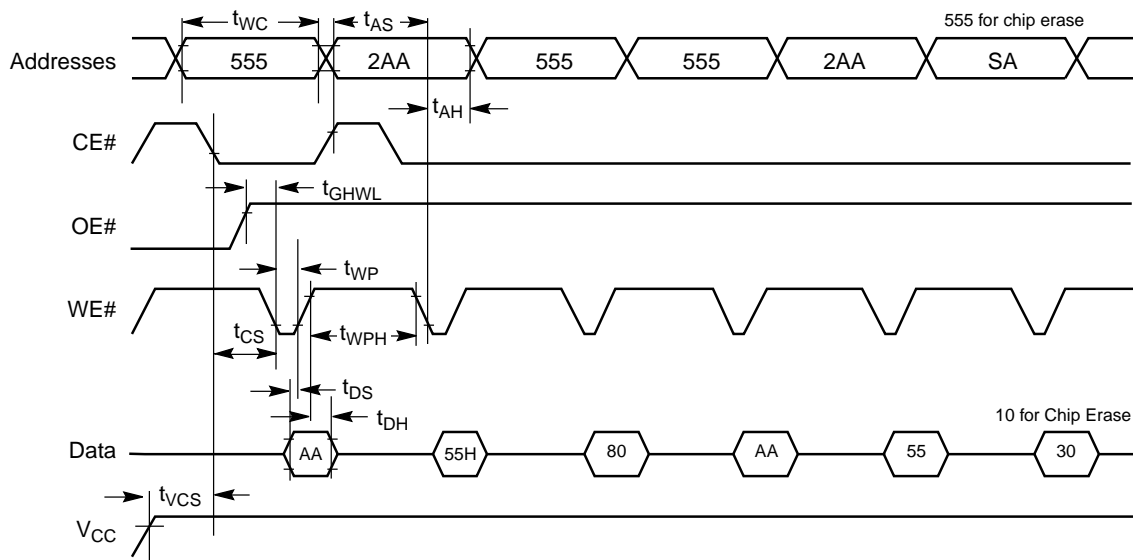 tWC
tAS
555 for chip erase
Addresses
555
2AA
555
555
2AA
SA
tAH
CE#
tGHWL
OE#
tWP
WE#
tCS
tWPH
tDS
tDH
10 for Chip Erase
Data
AA
55H
80
AA
55
30
tVCS
VCC